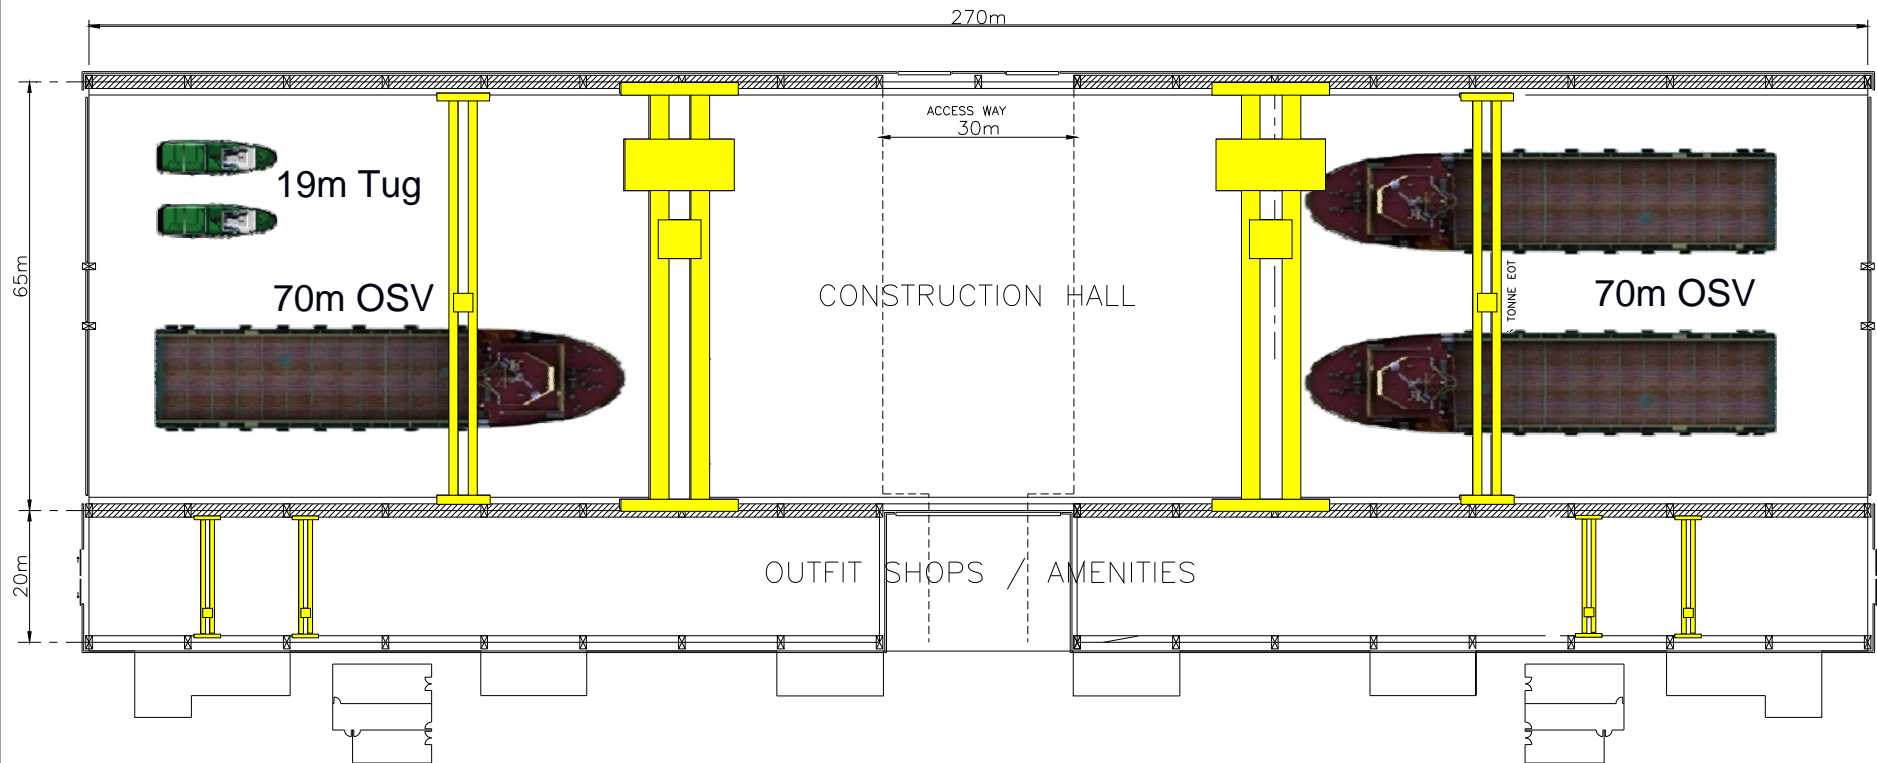 270m
ACCESS WAY
30m
19m Tug
65m
70m OSV
CONSTRUCTION HALL
TONNE EOT
70m OSV
20m
OUTFIT SHOPS / AMENITIES